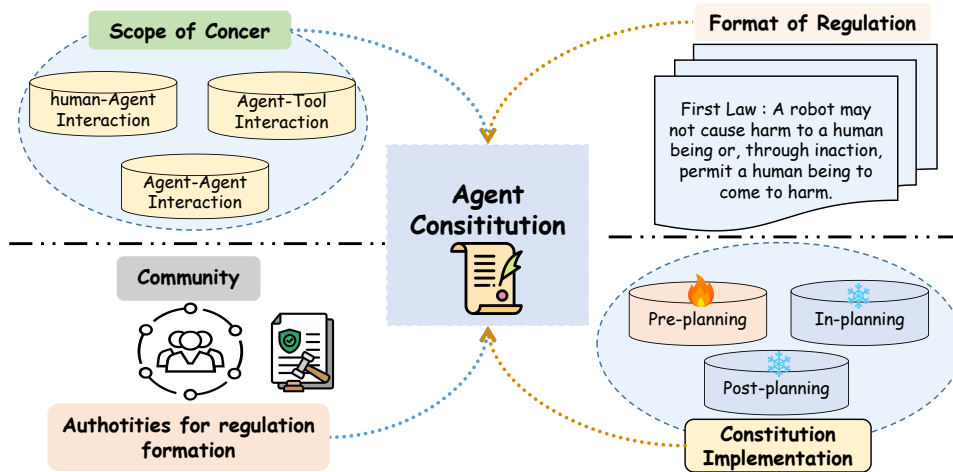 Scope of Concer
human-Agent
Interaction
Agent-Tool
Interaction
Agent-Agent
Interaction
Format of Regulation
First Law : A robot may
not cause harm to a human
being or, through inaction,
permit a human being to
come to harm.
Agent
Consititution
Community
Authotities for regulation
formation
Pre-planning
In-planning
Post-planning
Constitution
Implementation